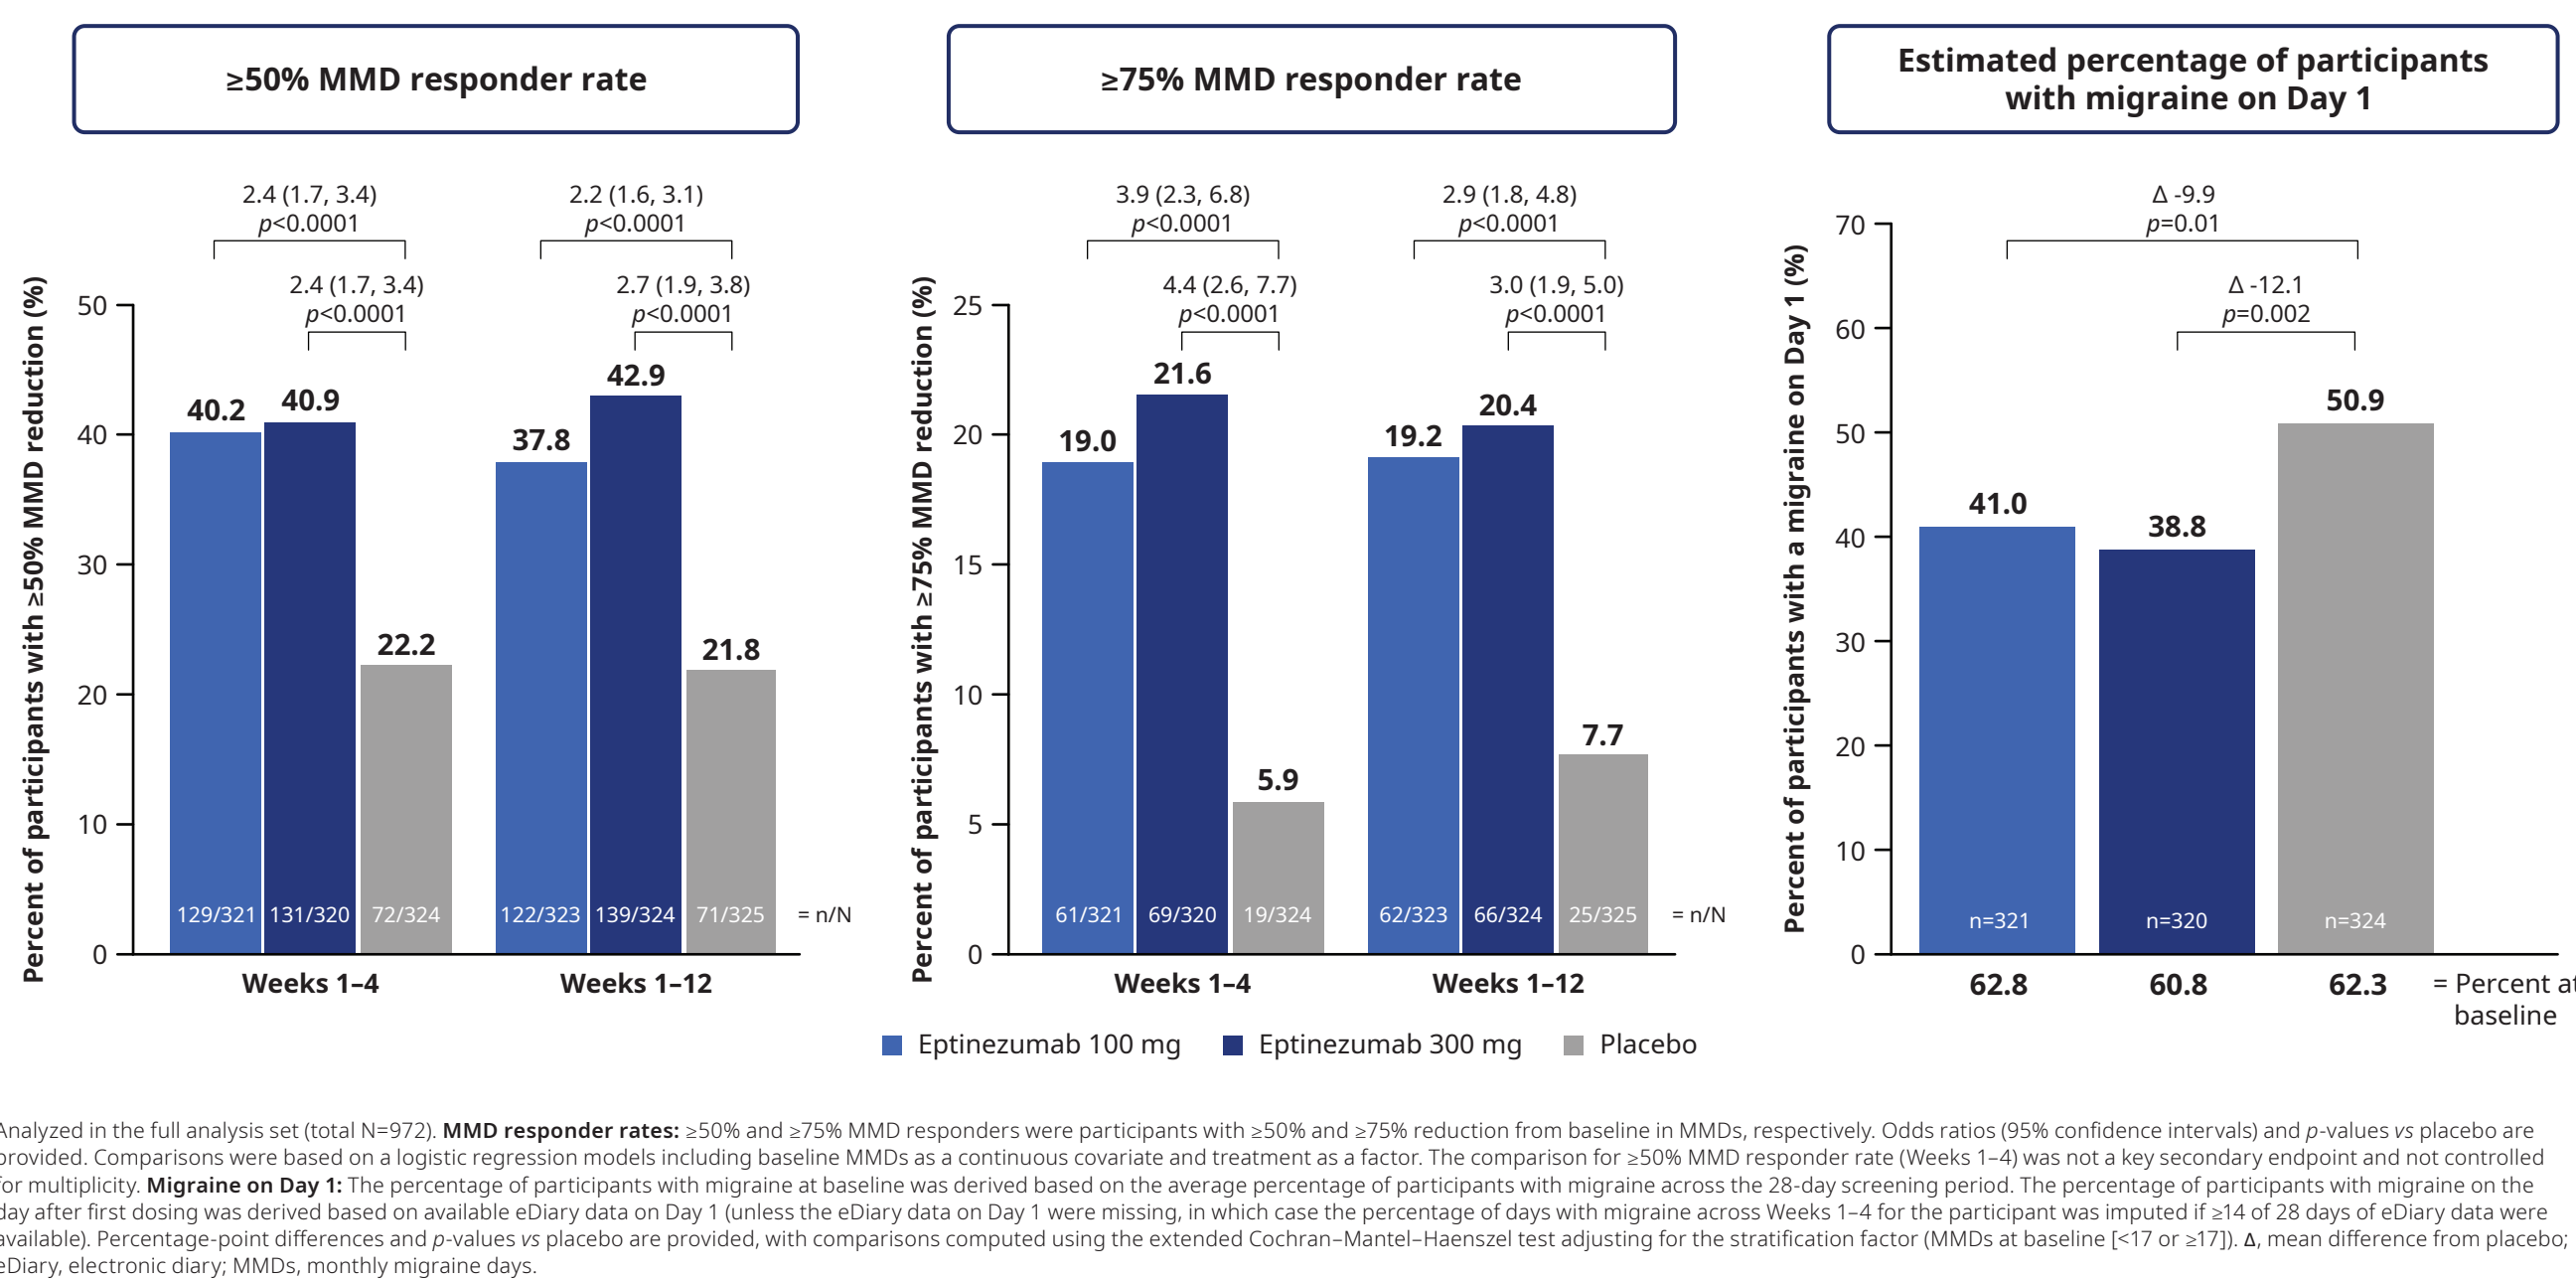 ≥50% MMD responder rate
≥75% MMD responder rate
Estimated percentage of participants
with migraine on Day 1
Percent of participants with ≥50% MMD reduction (%)
50
40
30
20
10
0
2.4 (1.7, 3.4)
p<0.0001
2.4 (1.7, 3.4)
p<0.0001
2.2 (1.6, 3.1)
p<0.0001
2.7 (1.9, 3.8)
p<0.0001
40.2
40.9
22.2
37.8
42.9
21.8
129/321
131/320
72/324
122/323
139/324
71/325
= n/N
Weeks 1–4
Weeks 1–12
Percent of participants with ≥75% MMD reduction (%)
25
20
15
10
5
0
3.9 (2.3, 6.8)
p<0.0001
4.4 (2.6, 7.7)
p<0.0001
2.9 (1.8, 4.8)
p<0.0001
3.0 (1.9, 5.0)
p<0.0001
19.0
21.6
5.9
19.2
20.4
7.7
61/321
69/320
19/324
62/323
66/324
25/325
= n/N
Weeks 1–4
Weeks 1–12
Percent of participants with a migraine on Day 1 (%)
70
60
50
40
30
20
10
0
Δ -9.9
p=0.01
Δ -12.1
p=0.002
41.0
38.8
50.9
n=321
n=320
n=324
62.8
60.8
62.3
= Percent at
baseline
Eptinezumab 100 mg
Eptinezumab 300 mg
Placebo
Analyzed in the full analysis set (total N=972). MMD responder rates: ≥50% and ≥75% MMD responders were participants with ≥50% and ≥75% reduction from baseline in MMDs, respectively. Odds ratios (95% confidence intervals) and p-values vs placebo are
provided. Comparisons were based on a logistic regression models including baseline MMDs as a continuous covariate and treatment as a factor. The comparison for ≥50% MMD responder rate (Weeks 1–4) was not a key secondary endpoint and not controlled
for multiplicity. Migraine on Day 1: The percentage of participants with migraine at baseline was derived based on the average percentage of participants with migraine across the 28-day screening period. The percentage of participants with migraine on the
day after first dosing was derived based on available eDiary data on Day 1 (unless the eDiary data on Day 1 were missing, in which case the percentage of days with migraine across Weeks 1–4 for the participant was imputed if ≥14 of 28 days of eDiary data were
available). Percentage-point differences and p-values vs placebo are provided, with comparisons computed using the extended Cochran–Mantel–Haenszel test adjusting for the stratification factor (MMDs at baseline [<17 or ≥17]). Δ, mean difference from placebo;
eDiary, electronic diary; MMDs, monthly migraine days.